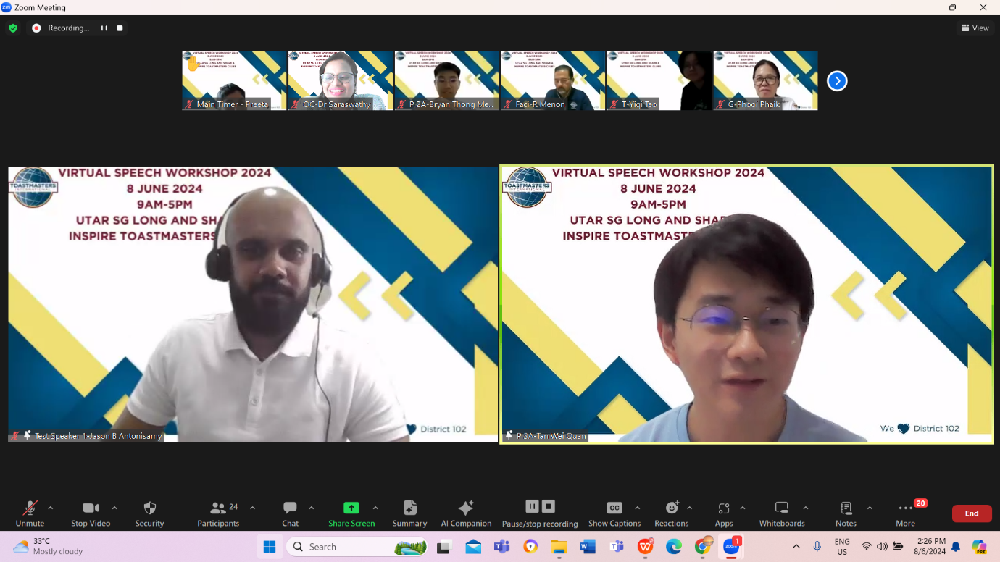 Zoom Meeting
Recording...
View
Main Timer - Preeta
OC-Dr Saraswathy
P 2A-Bryan Thong Me...
Faci-R Menon
T-Yiqi Teo
G-Phooi Phaik
TOASTMASTERS
INTERNATIONAL
VIRTUAL SPEECH WORKSHOP 2024
8 JUNE 2024
9AM-5PM
UTAR SG LONG AND SHA
INSPIRE TOASTMASTERS
District 102
Test Speaker 1-Jason B Antonisamy
TOASTMASTERS
INTERNATIONAL
VIRTUAL SPEECH WORKSHOP 2024
8 JUNE 2024
9AM-5PM
UTAR SG LONG AND SHAR
INSPIRE TOASTMAST
We District 102
P 3A-Tan Wei Quan
Unmute
Stop Video
Security
24
Participants
Chat
Share Screen
Summary
AI Companion
Pause/stop recording
CC
Show Captions
Reactions
Apps
Whiteboards
Notes
20
More
End
33°C
Mostly cloudy
Search
ENG
US
2:26 PM
8/6/2024